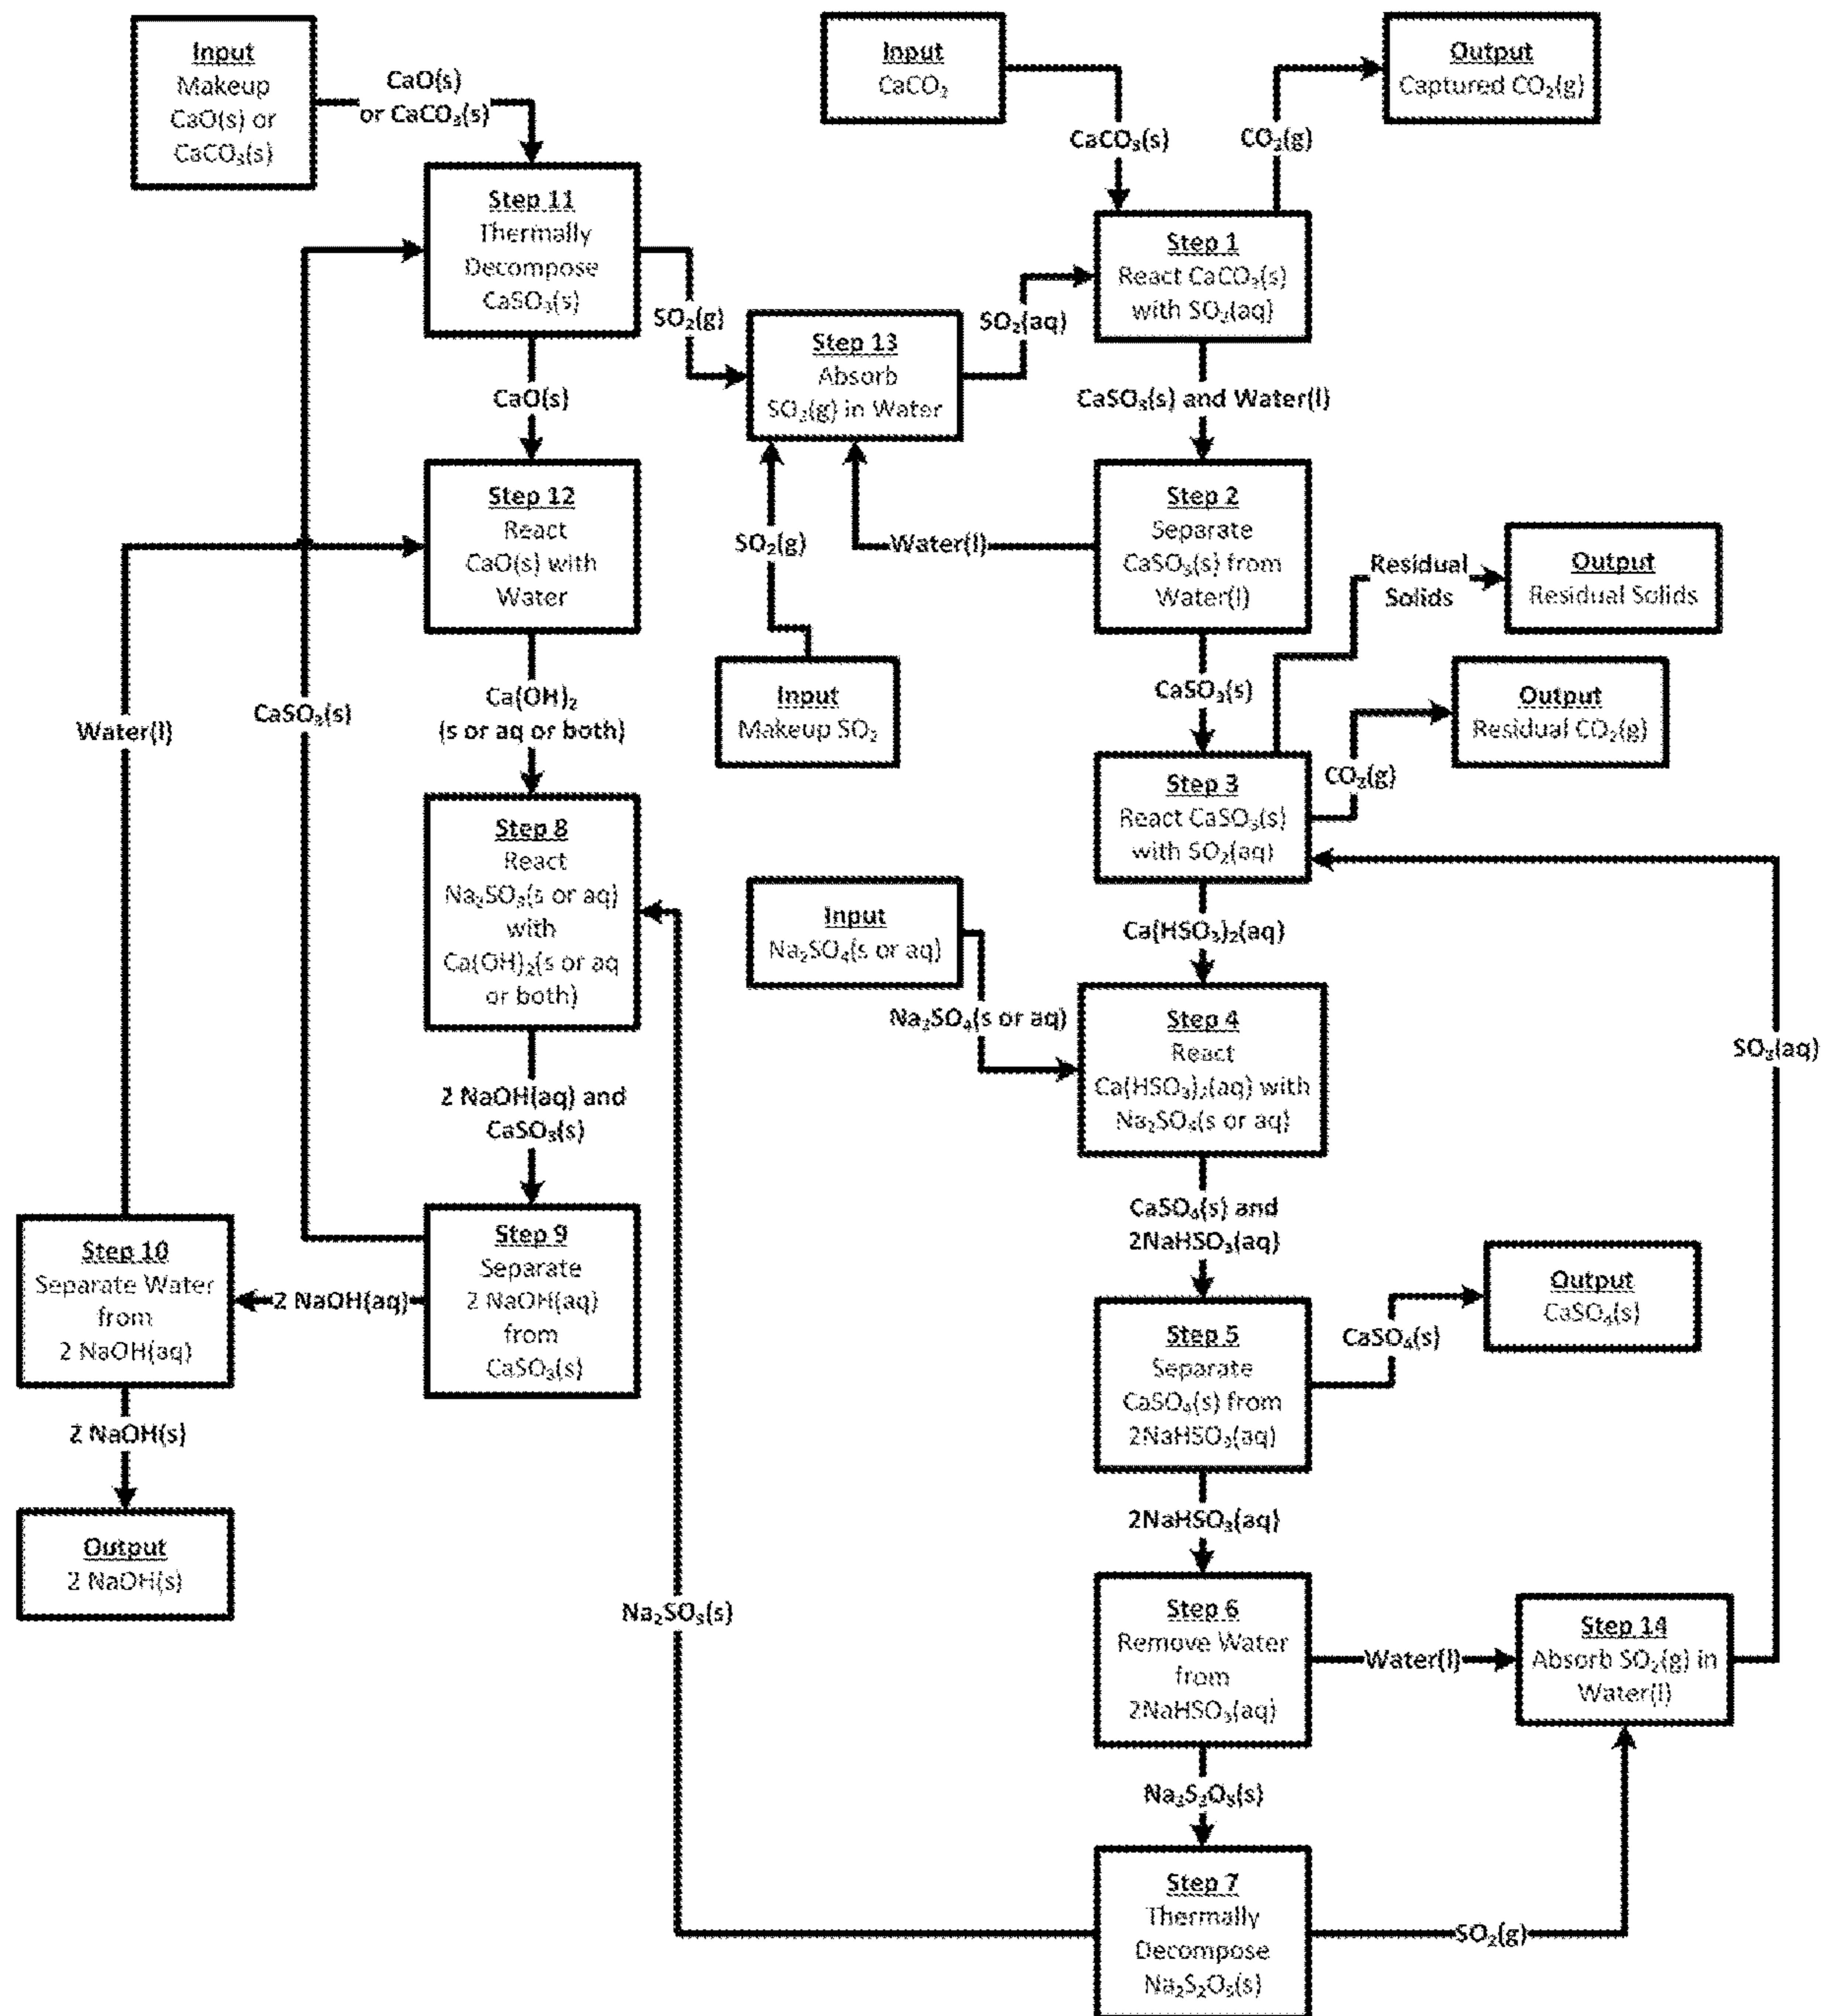 Input
Makeup
CaO(s) or
CaCO₃(s)
CaO(s)
or CaCO₃(s)
Input
CaCO₂
CaCO₃(s)
Output
Captured CO₂(g)
CO₂(g)
Step 11
Thermally
Decompose
CaSO₃(s)
SO₂(g)
Step 13
Absorb
SO₂(g) in Water
SO₂(aq)
Step 1
React CaCO₃(s)
with SO₂(aq)
CaO(s)
CaSO₃(s) and Water(l)
Step 12
React
CaO(s) with
Water
SO₂(g)
Water(l)
Step 2
Separate
CaSO₃(s) from
Water(l)
Residual
Solids
Output
Residual Solids
Water(l)
CaSO₃(s)
Ca(OH)₂
(s or aq or both)
Input
Makeup SO₂
CaSO₃(s)
Output
Residual CO₂(g)
CO₂(g)
Step 3
React CaSO₃(s)
with SO₂(aq)
Step 8
React
Na₂SO₃(s or aq)
with
Ca(OH)₂(s or aq
or both)
Input
Na₂SO₄(s or aq)
Na₂SO₄(s or aq)
Ca(HSO₃)₂(aq)
Step 4
React
Ca(HSO₃)₂(aq) with
Na₂SO₄(s or aq)
SO₂(aq)
2 NaOH(aq) and
CaSO₃(s)
CaSO₄(s) and
2NaHSO₃(aq)
Step 10
Separate Water
from
2 NaOH(aq)
2 NaOH(aq)
Step 9
Separate
2 NaOH(aq)
from
CaSO₃(s)
Step 5
Separate
CaSO₄(s) from
2NaHSO₃(aq)
CaSO₄(s)
Output
CaSO₄(s)
2 NaOH(s)
Output
2 NaOH(s)
2NaHSO₃(aq)
Na₂SO₃(s)
Step 6
Remove Water
from
2NaHSO₃(aq)
Water(l)
Step 14
Absorb SO₂(g) in
Water(l)
Na₂S₂O₅(s)
Step 7
Thermally
Decompose
Na₂S₂O₅(s)
SO₂(g)